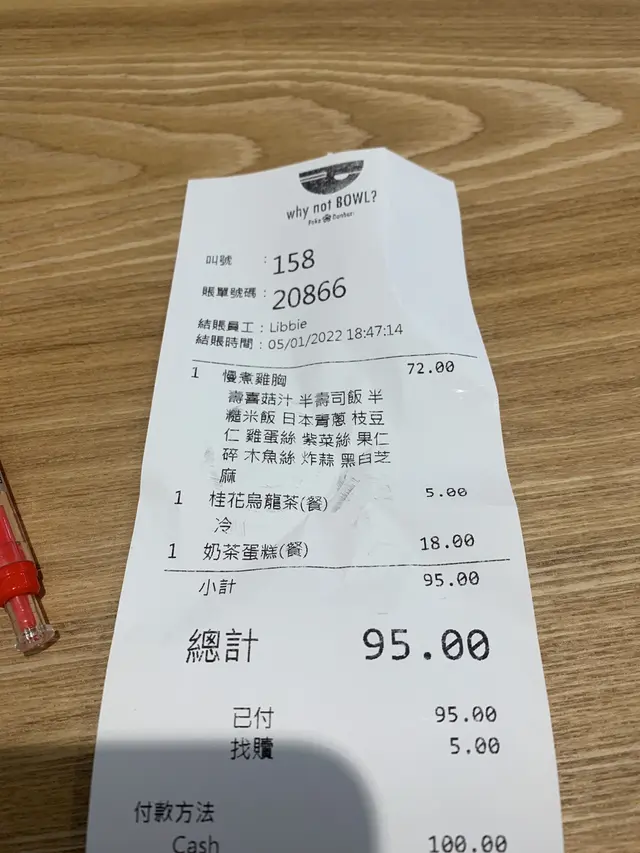 why not BOWL?
Poke Donburi
叫號 : 158
賬單號碼 : 20866
結賬員工 : Libbie
結賬時間 : 05/01/2022 18:47:14
1 慢煮雞胸 72.00
壽喜菇汁 半壽司飯 半
糙米飯 日本青蔥 枝豆
仁 雞蛋絲 紫菜絲 果仁
碎 木魚絲 炸蒜 黑白芝
麻
1 桂花烏龍茶(餐) 5.00
冷
1 奶茶蛋糕(餐) 18.00
小計 95.00
總計 95.00
已付 95.00
找贖 5.00
付款方法
Cash 100.00